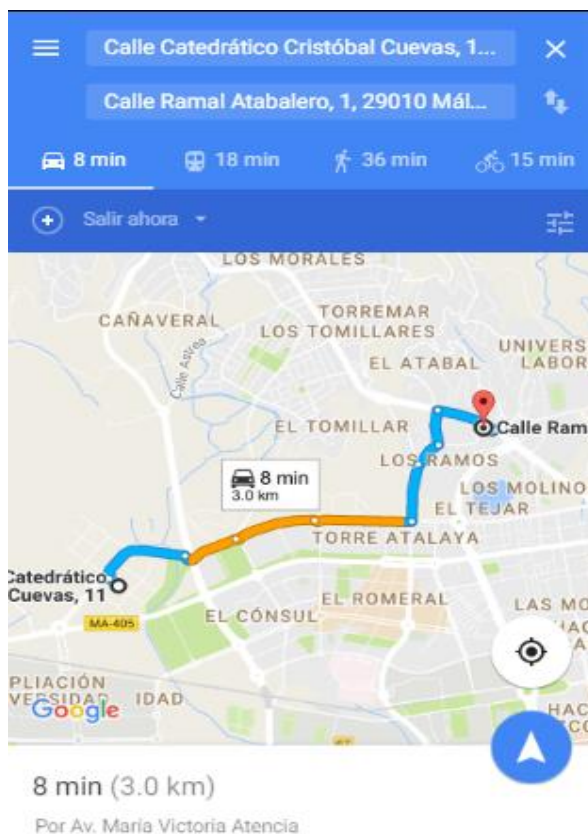 Calle Catedrático Cristóbal Cuevas, 1...
Calle Ramal Atabalero, 1, 29010 Mál...
8 min
18 min
36 min
15 min
Salir ahora
LOS MORALES
CAÑAVERAL
TORREMAR
LOS TOMILLARES
Calle Astrea
UNIVERS
LABOR
EL ATABAL
EL TOMILLAR
Calle Ram
LOS RAMOS
8 min
3.0 km
LOS MOLINO
EL TEJAR
TORRE ATALAYA
Catedrático
Cuevas, 11
EL ROMERAL
LAS MO
MA-405
EL CÓNSUL
HAC
PLIACIÓN
VERSIDAD
IDAD
Google
HAC
8 min (3.0 km)
Por Av. María Victoria Atencia